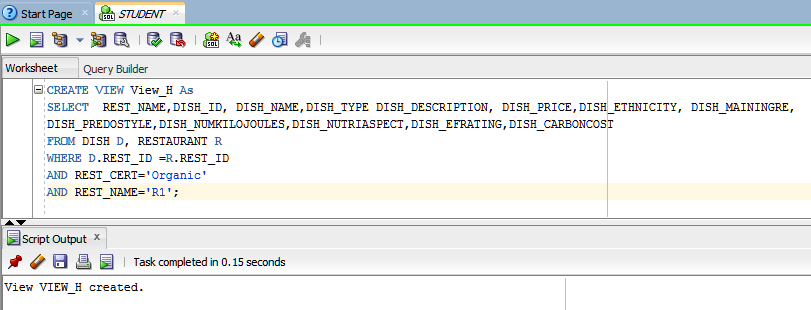 Start Page
STUDENT
Worksheet Query Builder
CREATE VIEW View_H As
SELECT REST_NAME,DISH_ID, DISH_NAME,DISH_TYPE DISH_DESCRIPTION, DISH_PRICE,DISH_ETHNICITY, DISH_MAININGRE,
DISH_PREDOSTYLE,DISH_NUMKILOJOULES,DISH_NUTRIASPECT,DISH_EFRATING,DISH_CARBONCOST
FROM DISH D, RESTAURANT R
WHERE D.REST_ID =R.REST_ID
AND REST_CERT='Organic'
AND REST_NAME='R1';
Script Output x
Task completed in 0.15 seconds
View VIEW_H created.